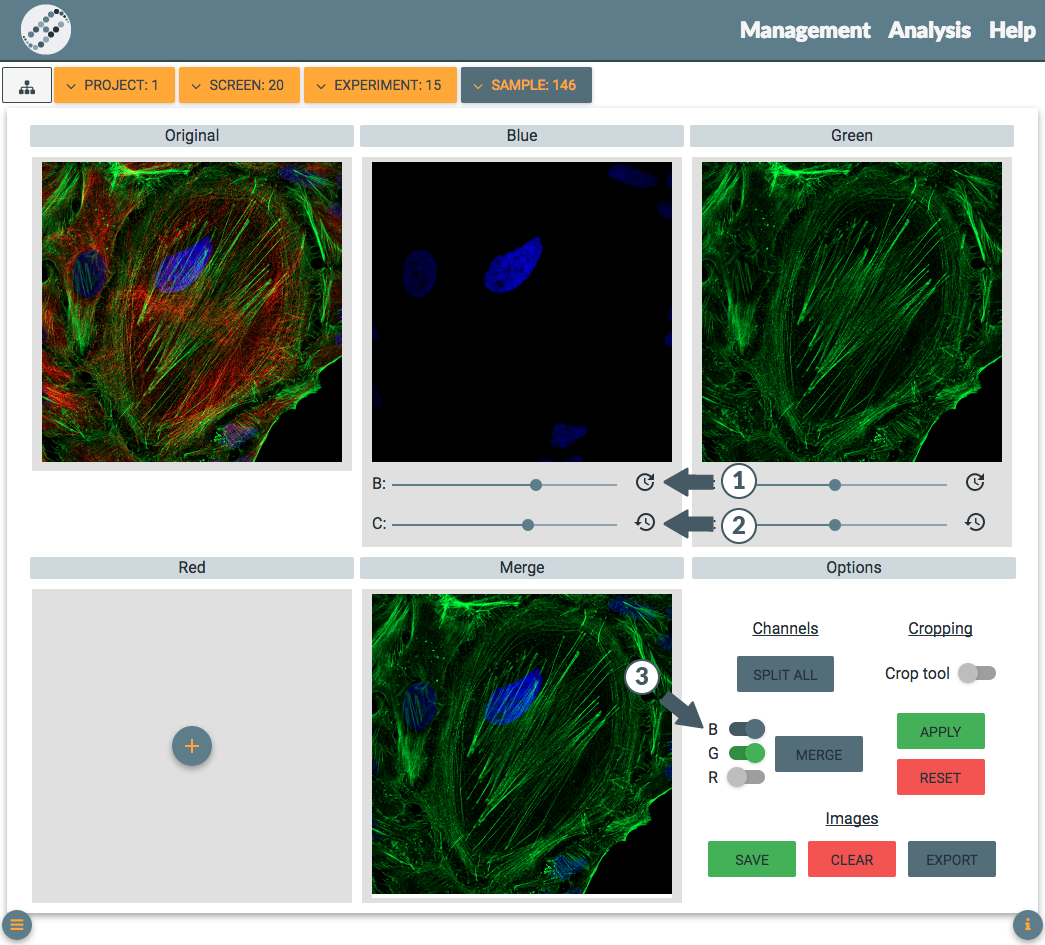 Management Analysis Help
PROJECT: 1 SCREEN: 20 EXPERIMENT: 15 SAMPLE: 146
Original Blue Green
B: 1 :
C: 2 :
Red Merge Options
Channels Cropping
SPLIT ALL Crop tool
3
B
G MERGE APPLY
R RESET
Images
SAVE CLEAR EXPORT
i